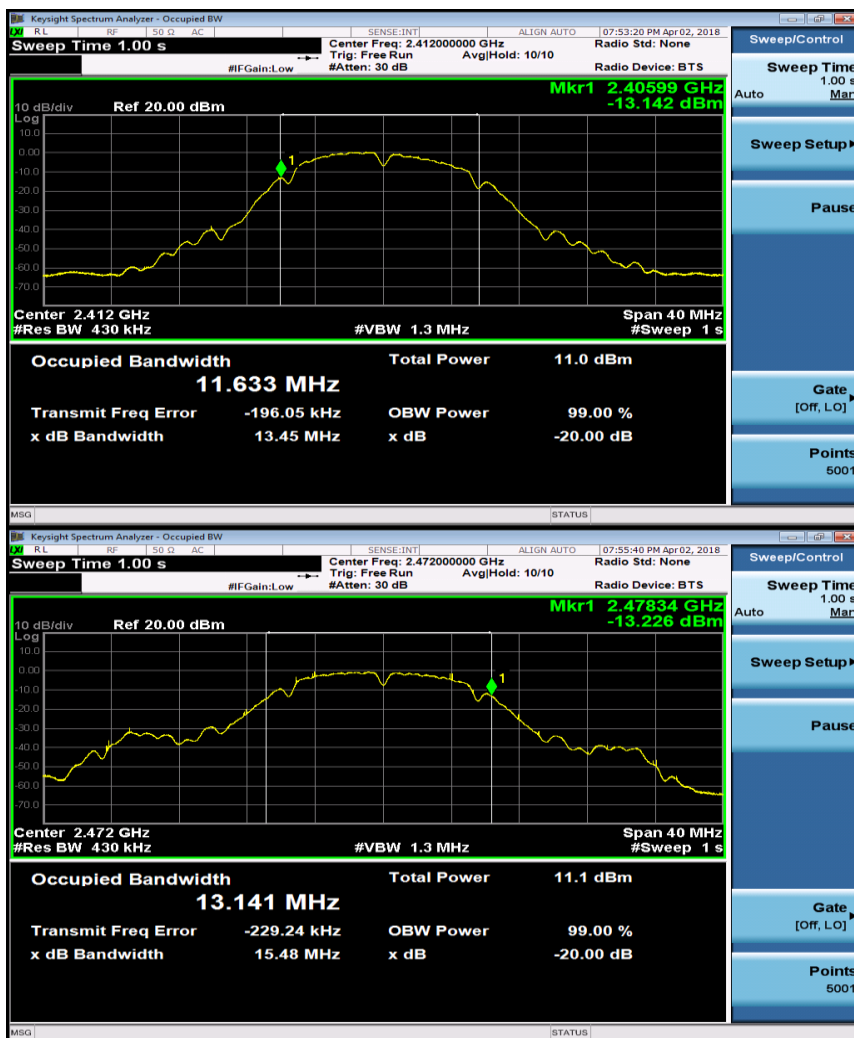 Keysight Spectrum Analyzer - Occupied BW
LXI RL RF 50 Ω AC SENSE:INT ALIGN AUTO 07:53:20 PM Apr 02, 2018
Sweep Time 1.00 s
Center Freq: 2.412000000 GHz Radio Std: None
Trig: Free Run Avg|Hold: 10/10
#IFGain:Low #Atten: 30 dB Radio Device: BTS
Mkr1 2.40599 GHz
-13.142 dBm
10 dB/div Ref 20.00 dBm
Log
10.0
0.00
-10.0
-20.0
-30.0
-40.0
-50.0
-60.0
-70.0
1
Center 2.412 GHz Span 40 MHz
#Res BW 430 kHz #VBW 1.3 MHz #Sweep 1 s
Occupied Bandwidth Total Power 11.0 dBm
11.633 MHz
Transmit Freq Error -196.05 kHz OBW Power 99.00 %
x dB Bandwidth 13.45 MHz x dB -20.00 dB
MSG STATUS
Sweep/Control
Sweep Time
1.00 s
Auto Man
Sweep Setup
Pause
Gate
[Off, LO]
Points
5001
Keysight Spectrum Analyzer - Occupied BW
LXI RL RF 50 Ω AC SENSE:INT ALIGN AUTO 07:55:40 PM Apr 02, 2018
Sweep Time 1.00 s
Center Freq: 2.472000000 GHz Radio Std: None
Trig: Free Run Avg|Hold: 10/10
#IFGain:Low #Atten: 30 dB Radio Device: BTS
Mkr1 2.47834 GHz
-13.226 dBm
10 dB/div Ref 20.00 dBm
Log
10.0
0.00
-10.0
-20.0
-30.0
-40.0
-50.0
-60.0
-70.0
1
Center 2.472 GHz Span 40 MHz
#Res BW 430 kHz #VBW 1.3 MHz #Sweep 1 s
Occupied Bandwidth Total Power 11.1 dBm
13.141 MHz
Transmit Freq Error -229.24 kHz OBW Power 99.00 %
x dB Bandwidth 15.48 MHz x dB -20.00 dB
MSG STATUS
Sweep/Control
Sweep Time
1.00 s
Auto Man
Sweep Setup
Pause
Gate
[Off, LO]
Points
5001